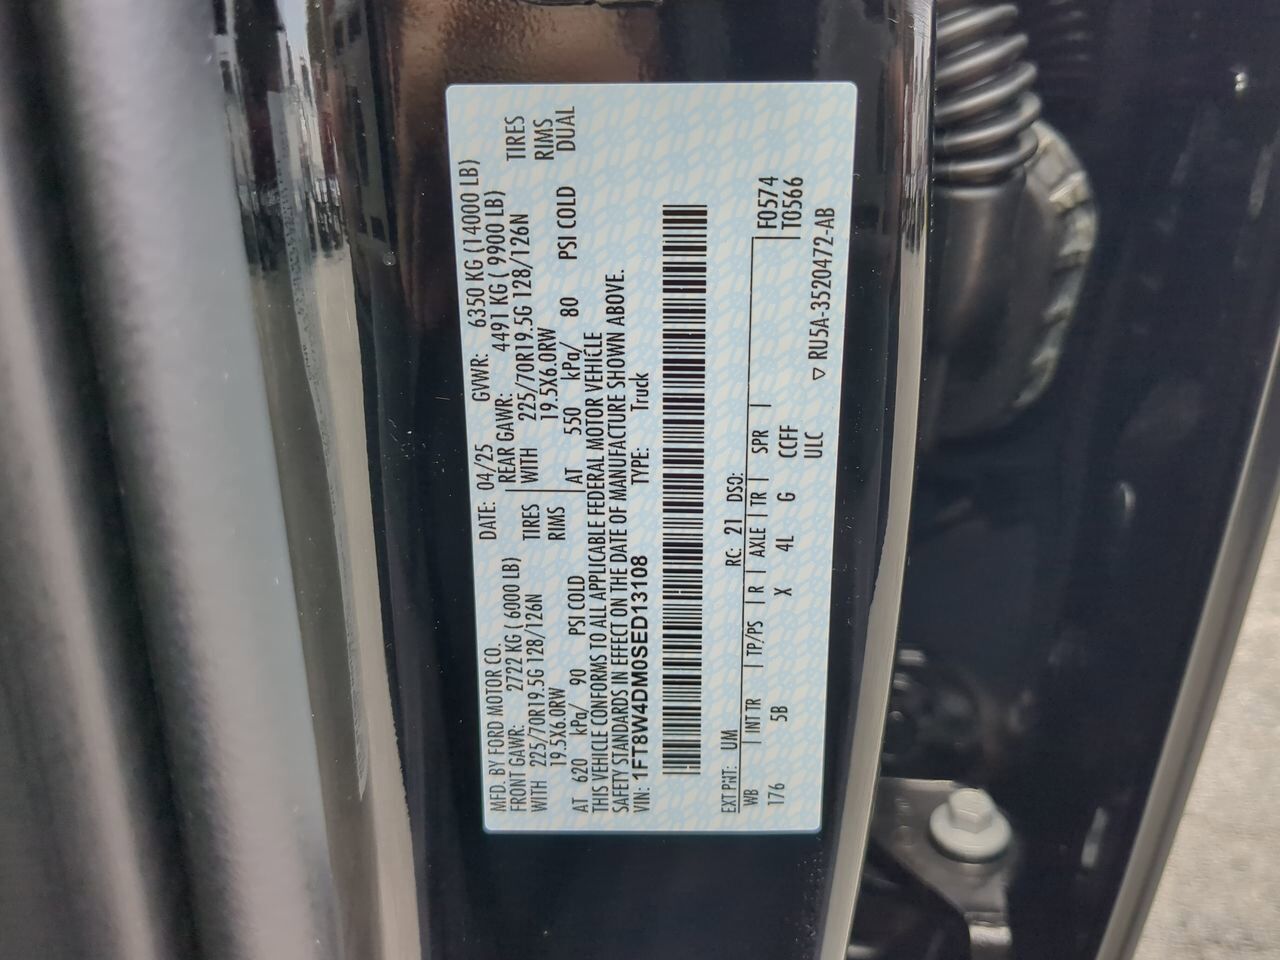 MFD. BY FORD MOTOR CO.
DATE: 04/25 GVWR: 6350 KG (14000 LB)
FRONT GAWR: 2722 KG ( 6000 LB)
REAR GAWR: 4491 KG ( 9900 LB)
WITH 225/70R19.5G 128/126N TIRES
WITH 225/70R19.5G 128/126N TIRES
19.5X6.0RW RIMS
19.5X6.0RW RIMS
AT 620 kPa/ 90 PSI COLD
AT 550 kPa/ 80 PSI COLD DUAL
THIS VEHICLE CONFORMS TO ALL APPLICABLE FEDERAL MOTOR VEHICLE
SAFETY STANDARDS IN EFFECT ON THE DATE OF MANUFACTURE SHOWN ABOVE.
VIN: 1FT8W4DM0SED13108 TYPE: Truck
EXT PNT: UM RC: 21 DSO:
WB | INT TR | TP/PS | R | AXLE | TR | SPR | F0574
176 5B X 4L G CCFF T0566
ULC
▽ RU5A-3520472-AB